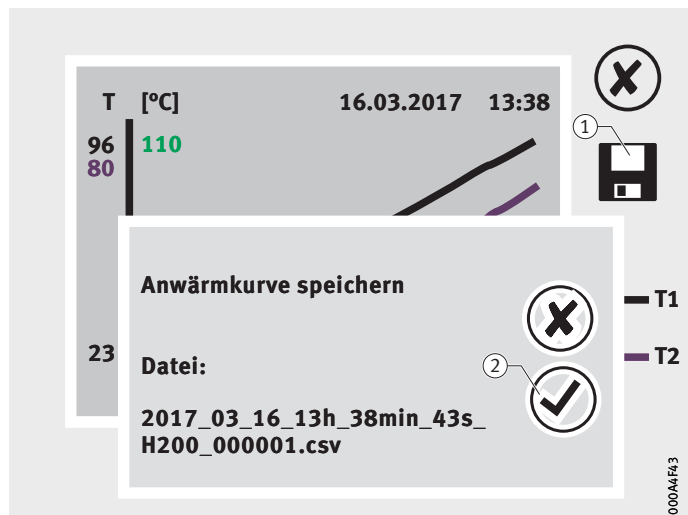 T [°C] 16.03.2017 13:38
1
96 110
80
Anwärmkurve speichern
T1
23
Datei:
2
T2
2017_03_16_13h_38min_43s_
H200_000001.csv
000A4F43